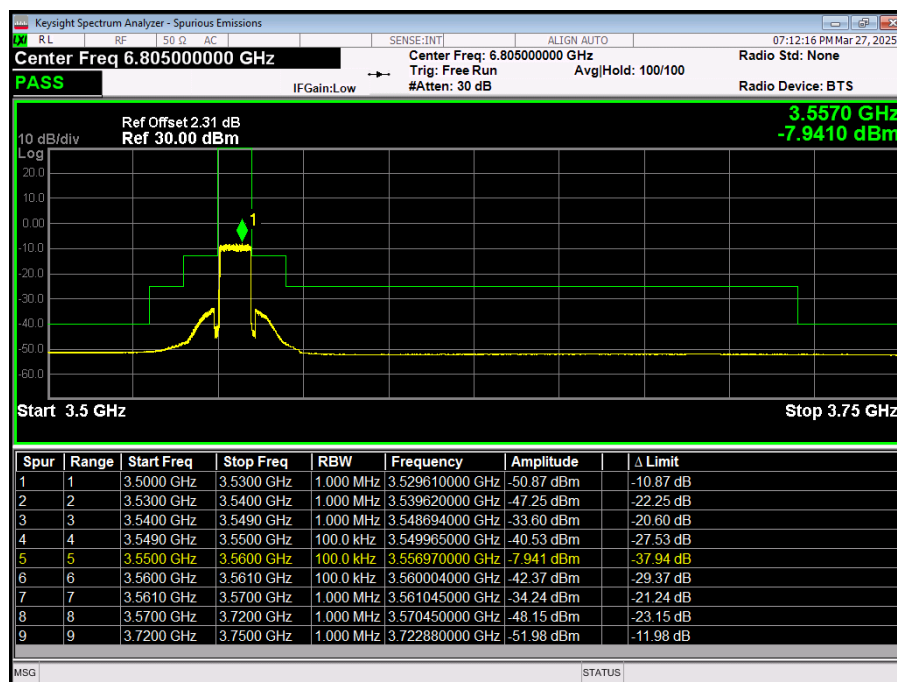 Keysight Spectrum Analyzer - Spurious Emissions
LXI RL RF 50 Ω AC SENSE:INT ALIGN AUTO 07:12:16 PM Mar 27, 2025
Center Freq 6.805000000 GHz Center Freq: 6.805000000 GHz Radio Std: None
Trig: Free Run Avg|Hold: 100/100
PASS IFGain:Low #Atten: 30 dB Radio Device: BTS
3.5570 GHz
-7.9410 dBm
Ref Offset 2.31 dB
10 dB/div Ref 30.00 dBm
Log
20.0
10.0
0.00
1
-10.0
-20.0
-30.0
-40.0
-50.0
-60.0
Start 3.5 GHz Stop 3.75 GHz
Spur Range Start Freq Stop Freq RBW Frequency Amplitude Δ Limit
1 1 3.5000 GHz 3.5300 GHz 1.000 MHz 3.529610000 GHz -50.87 dBm -10.87 dB
2 2 3.5300 GHz 3.5400 GHz 1.000 MHz 3.539620000 GHz -47.25 dBm -22.25 dB
3 3 3.5400 GHz 3.5490 GHz 1.000 MHz 3.548694000 GHz -33.60 dBm -20.60 dB
4 4 3.5490 GHz 3.5500 GHz 100.0 kHz 3.549965000 GHz -40.53 dBm -27.53 dB
5 5 3.5500 GHz 3.5600 GHz 100.0 kHz 3.556970000 GHz -7.941 dBm -37.94 dB
6 6 3.5600 GHz 3.5610 GHz 100.0 kHz 3.560004000 GHz -42.37 dBm -29.37 dB
7 7 3.5610 GHz 3.5700 GHz 1.000 MHz 3.561045000 GHz -34.24 dBm -21.24 dB
8 8 3.5700 GHz 3.7200 GHz 1.000 MHz 3.570450000 GHz -48.15 dBm -23.15 dB
9 9 3.7200 GHz 3.7500 GHz 1.000 MHz 3.722880000 GHz -51.98 dBm -11.98 dB
MSG STATUS